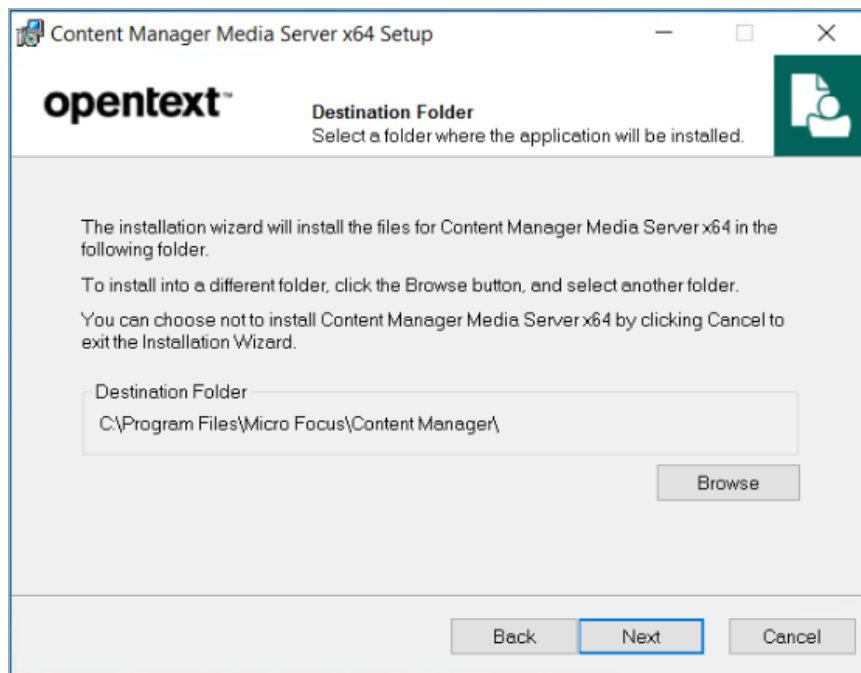 Content Manager Media Server x64 Setup
opentext™
Destination Folder
Select a folder where the application will be installed.
The installation wizard will install the files for Content Manager Media Server x64 in the
following folder.
To install into a different folder, click the Browse button, and select another folder.
You can choose not to install Content Manager Media Server x64 by clicking Cancel to
exit the Installation Wizard.
Destination Folder
C:\Program Files\Micro Focus\Content Manager\
Browse
Back Next Cancel